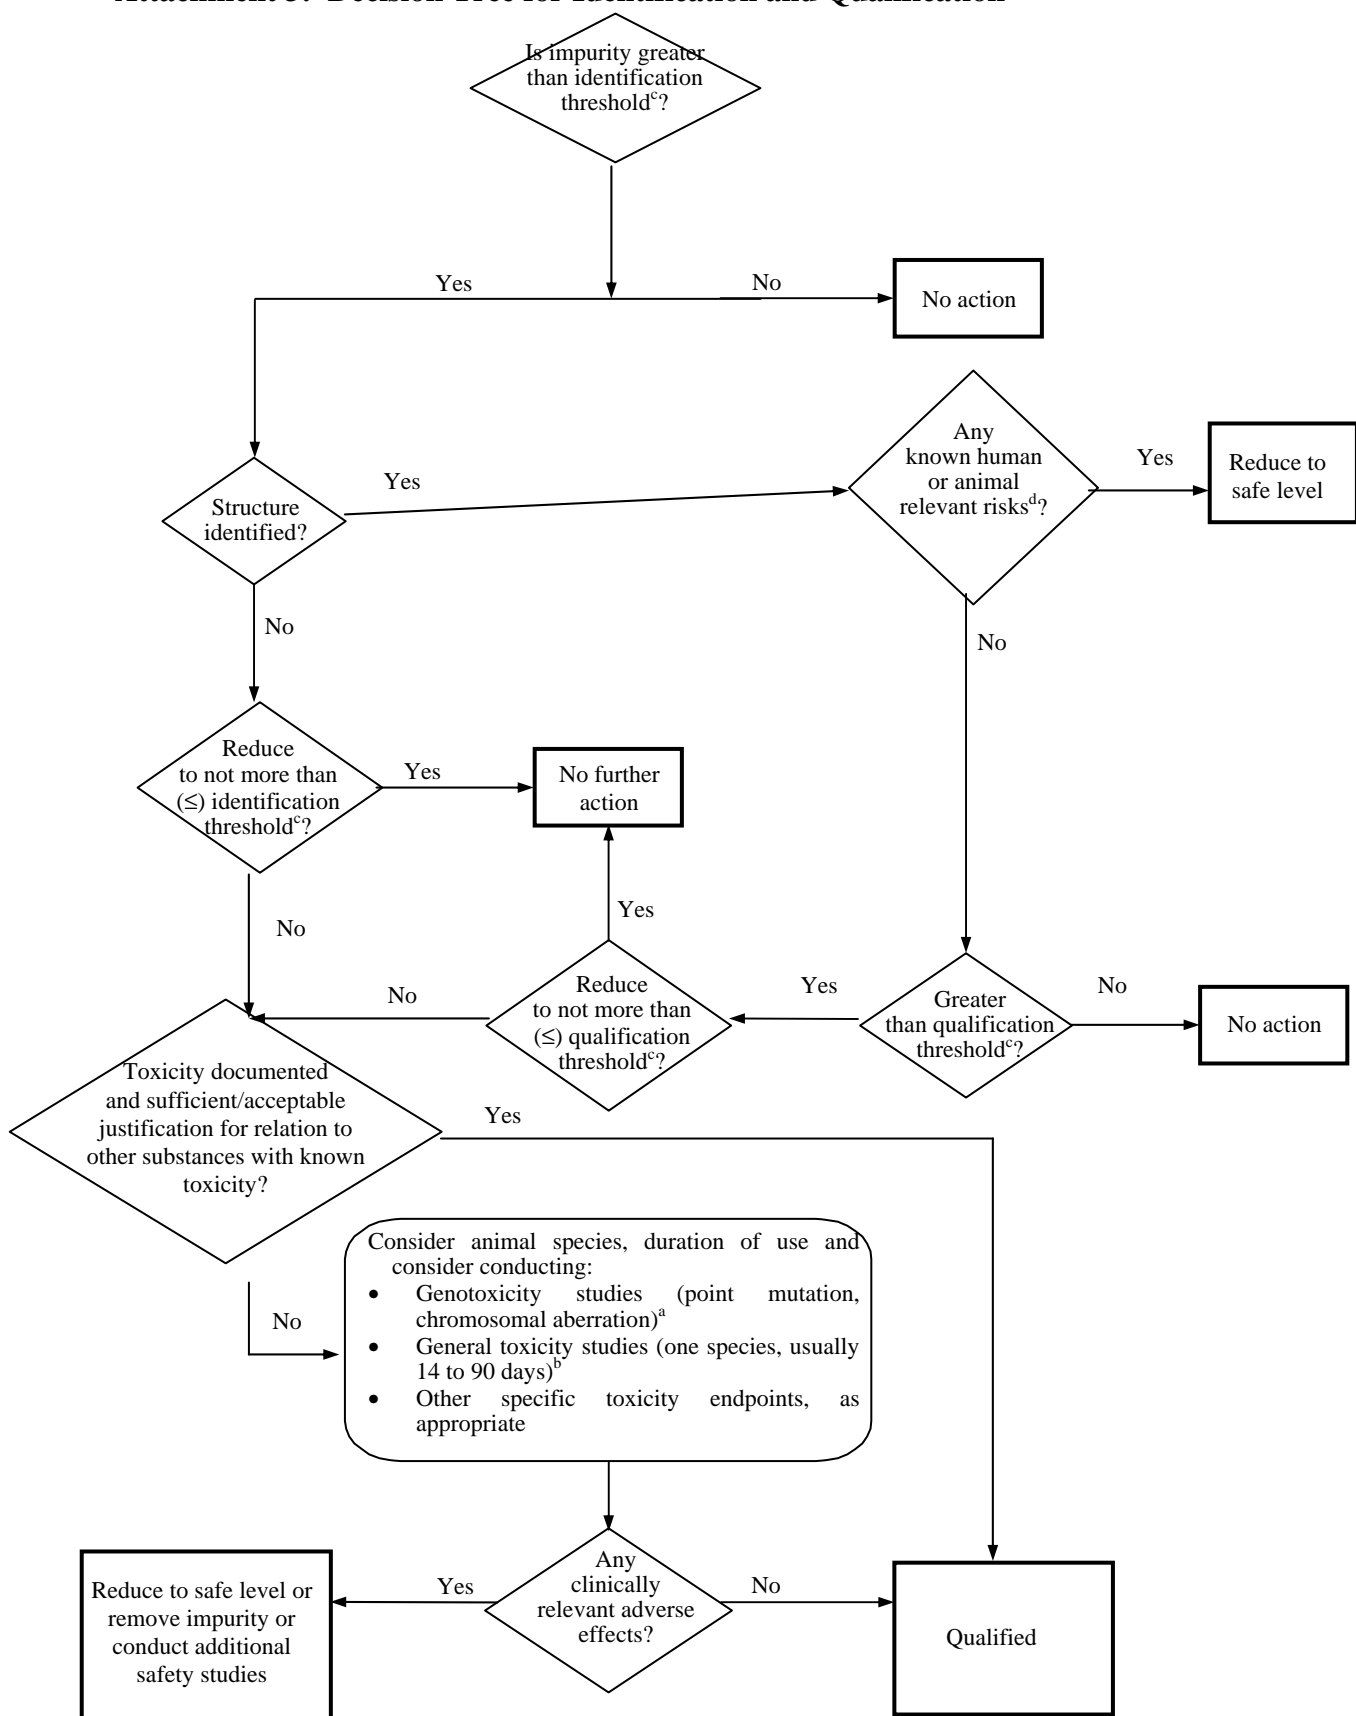 Attachment 3: Decision Tree for Identification and Qualification
Is impurity greater
than identification
thresholdᶜ?
Yes
No
No action
Any
known human
or animal
relevant risksᵈ?
Yes
Reduce to
safe level
Yes
Structure
identified?
No
No
Reduce
to not more than
(≤) identification
thresholdᶜ?
Yes
No further
action
Yes
No
Reduce
to not more than
(≤) qualification
thresholdᶜ?
Yes
Greater
than qualification
thresholdᶜ?
No
No action
No
Toxicity documented
and sufficient/acceptable
justification for relation to
other substances with known
toxicity?
Yes
No
Consider animal species, duration of use and
consider conducting:
• Genotoxicity studies (point mutation,
chromosomal aberration)ᵃ
• General toxicity studies (one species, usually
14 to 90 days)ᵇ
• Other specific toxicity endpoints, as
appropriate
Any
clinically
relevant adverse
effects?
Yes
No
Reduce to safe level or
remove impurity or
conduct additional
safety studies
Qualified